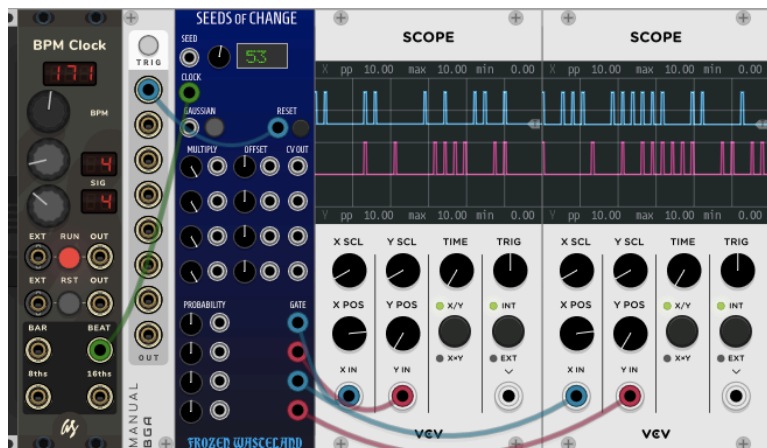 BPM Clock
171
BPM
4
SIG
4
EXT RUN OUT
EXT RST OUT
BAR BEAT
8ths 16ths
as
TRIG
OUT
MANUAL
BGA
SEEDS OF CHANGE
SEED
53
CLOCK
GAUSSIAN RESET
MULTIPLY OFFSET CV OUT
PROBABILITY GATE
FROZEN WASTELAND
SCOPE
X pp 10.00 max 10.00 min 0.00
1
Y pp 10.00 max 10.00 min 0.00
X SCL Y SCL TIME TRIG
X POS Y POS X/Y INT
X×Y EXT
X IN Y IN
VCV
SCOPE
X pp 10.00 max 10.00 min 0.00
1
Y pp 10.00 max 10.00 min 0.00
X SCL Y SCL TIME TRIG
X POS Y POS X/Y INT
X×Y EXT
X IN Y IN
VCV